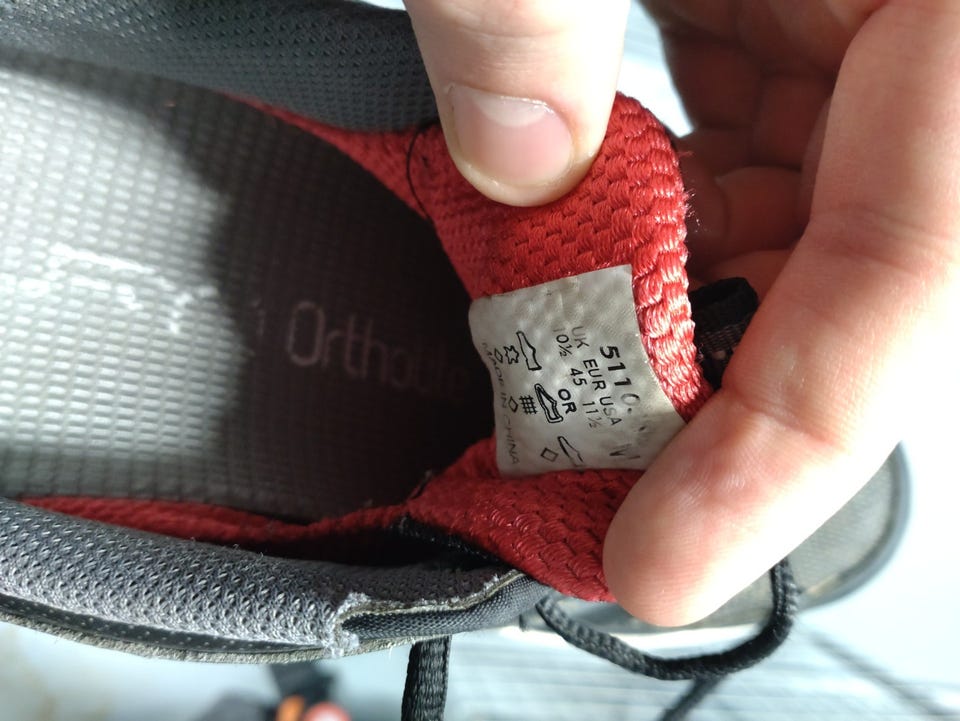 5110
UK EUR USA
10½ 45 11½
OR
MADE IN CHINA
Ortholite